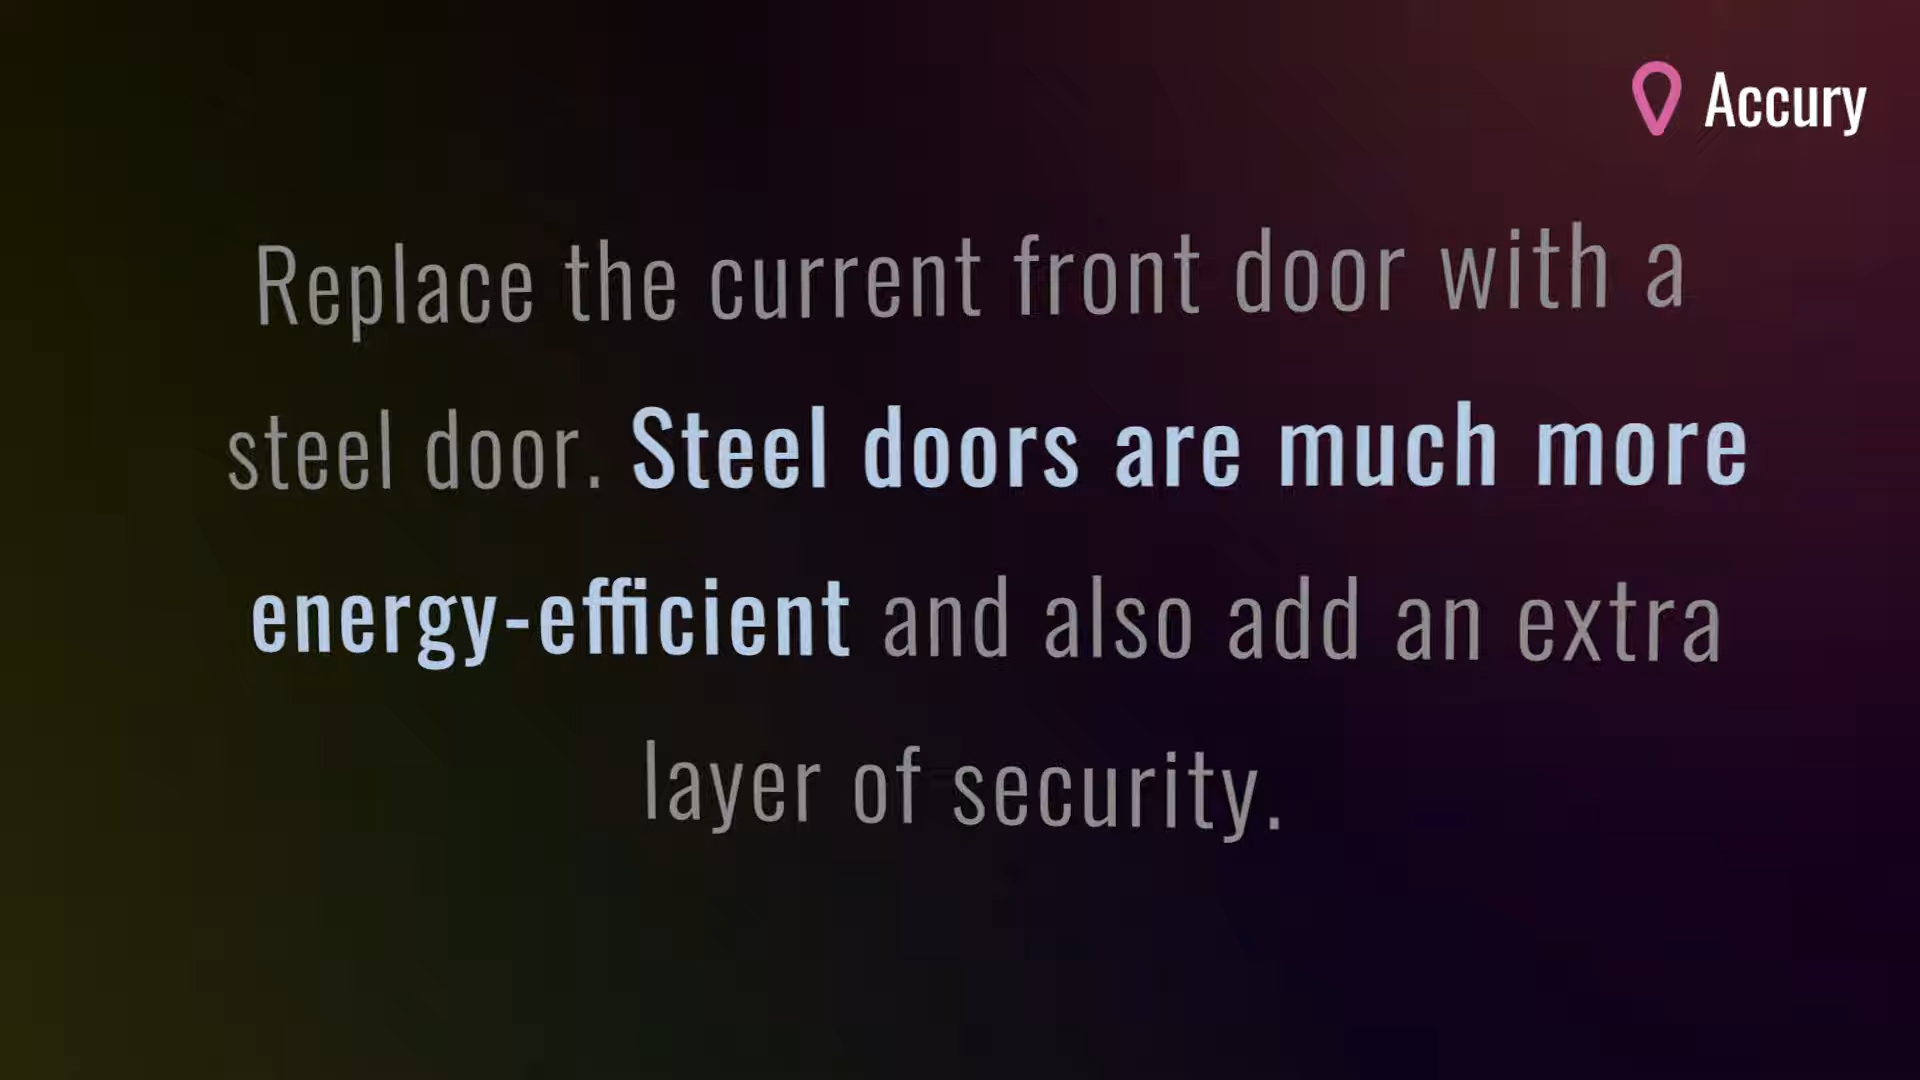 Accury
Replace the current front door with a
steel door. Steel doors are much more
energy-efficient and also add an extra
layer of security.